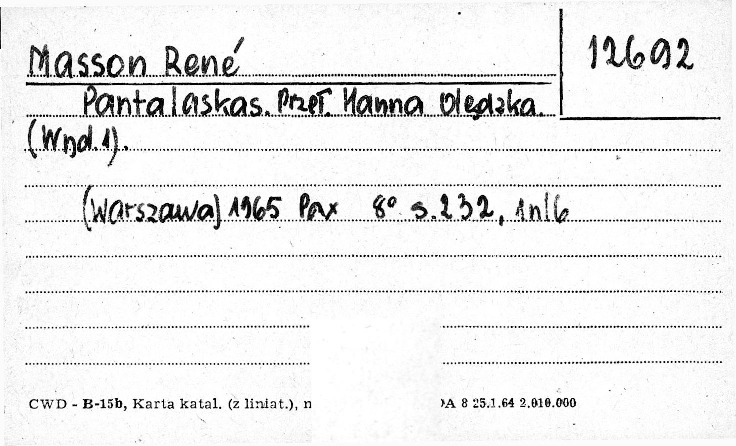 Masson René
12692
Pantalaskas. Przeł. Hanna Olędzka.
(Wyd. 1).
(Warszawa) 1965 Pax 8° s. 232, 1nlb
CWD - B-15b, Karta katal. (z liniat.), n
A 8 25.1.64 2.010.000